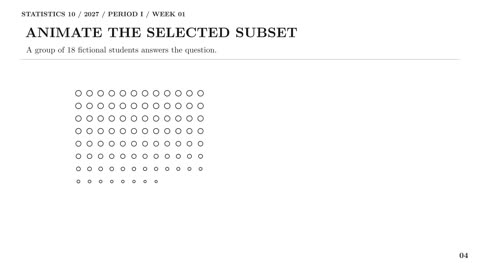 STATISTICS 10 / 2027 / PERIOD I / WEEK 01
ANIMATE THE SELECTED SUBSET
A group of 18 fictional students answers the question.
04